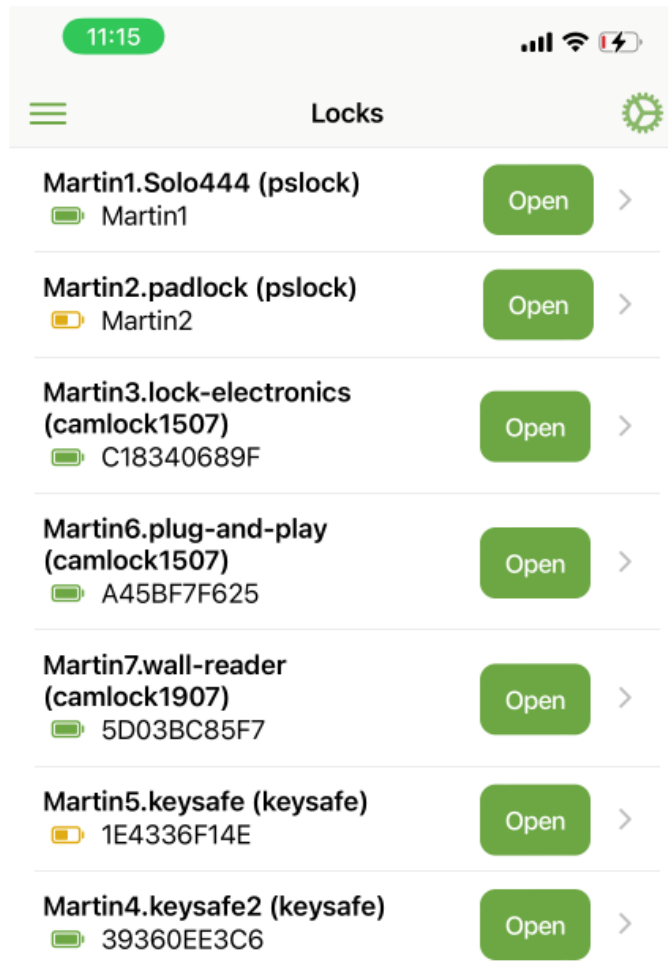 11:15
Locks
Martin1.Solo444 (pslock)
Martin1
Open
Martin2.padlock (pslock)
Martin2
Open
Martin3.lock-electronics
(camlock1507)
C18340689F
Open
Martin6.plug-and-play
(camlock1507)
A45BF7F625
Open
Martin7.wall-reader
(camlock1907)
5D03BC85F7
Open
Martin5.keysafe (keysafe)
1E4336F14E
Open
Martin4.keysafe2 (keysafe)
39360EE3C6
Open